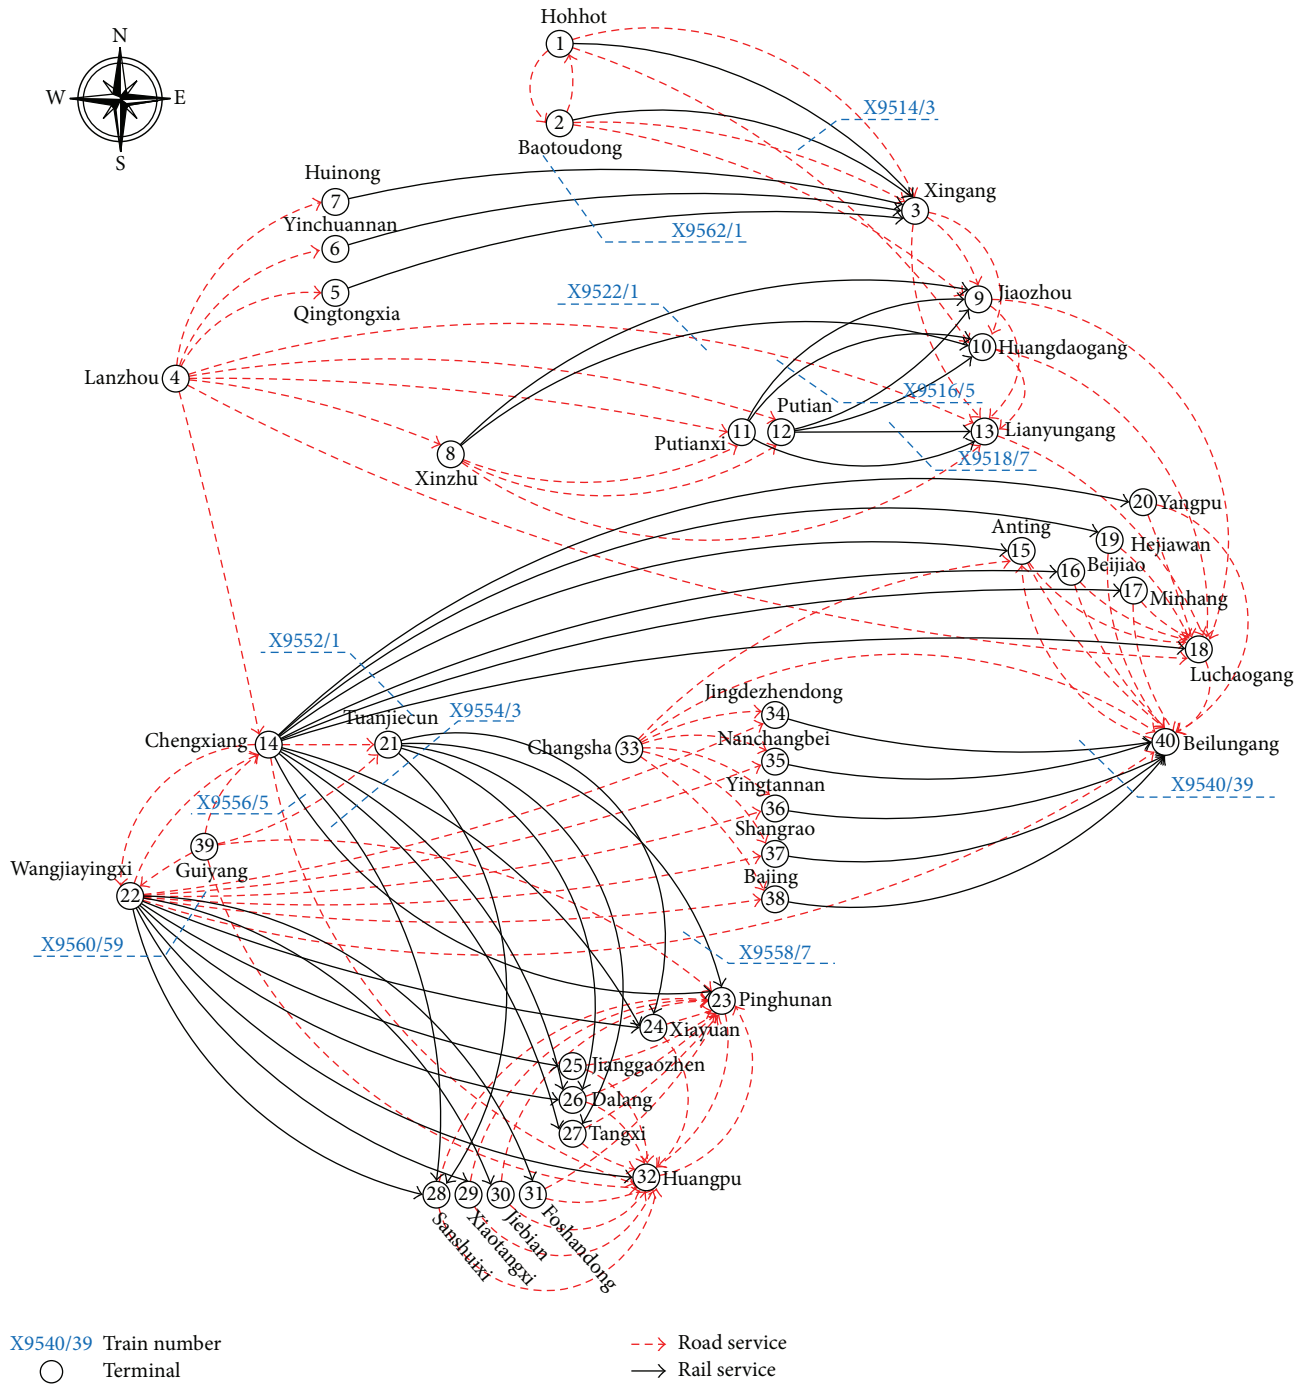 N
W
E
S
Hohhot
1
2
Baotoudong
X9514/3
Huinong
7
Yinchuannan
6
5
Qingtongxia
Xingang
3
X9562/1
X9522/1
9
Jiaozhou
10
Huangdaogang
Lanzhou
4
X9516/5
Putian
11
12
Putianxi
13
Lianyungang
X9518/7
8
Xinzhu
20
Yangpu
Anting
15
19
Hejiawan
16
Beijiao
17
Minhang
18
Luchaogang
X9552/1
X9554/3
Jingdezhendong
34
Chengxiang
14
Tuanjiecun
21
Changsha
33
Nanchangbei
35
40
Beilungang
X9540/39
Yingtannan
36
X9556/5
Shangrao
37
39
Guiyang
Wangjiayingxi
22
Bajing
38
X9560/59
X9558/7
23
Pinghunan
24
Xiayuan
25
Jianggaozhen
26
Dalang
27
Tangxi
32
Huangpu
28
29
30
31
Sanshuixi
Xiaotangxi
Jiebian
Foshandong
X9540/39 Train number
Terminal
Road service
Rail service